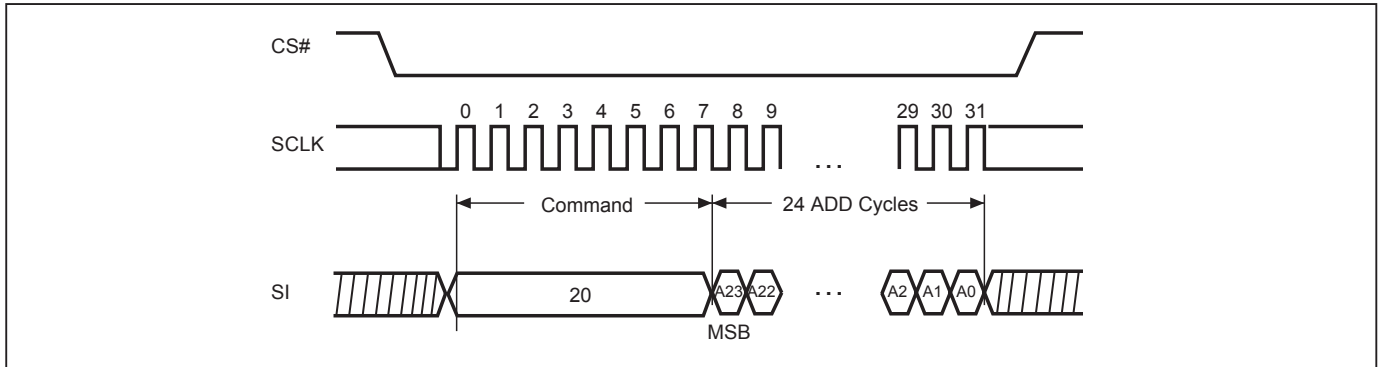 CS#
0 1 2 3 4 5 6 7 8 9 29 30 31
SCLK
...
Command 24 ADD Cycles
SI 20 A23 A22 ... A2 A1 A0
MSB